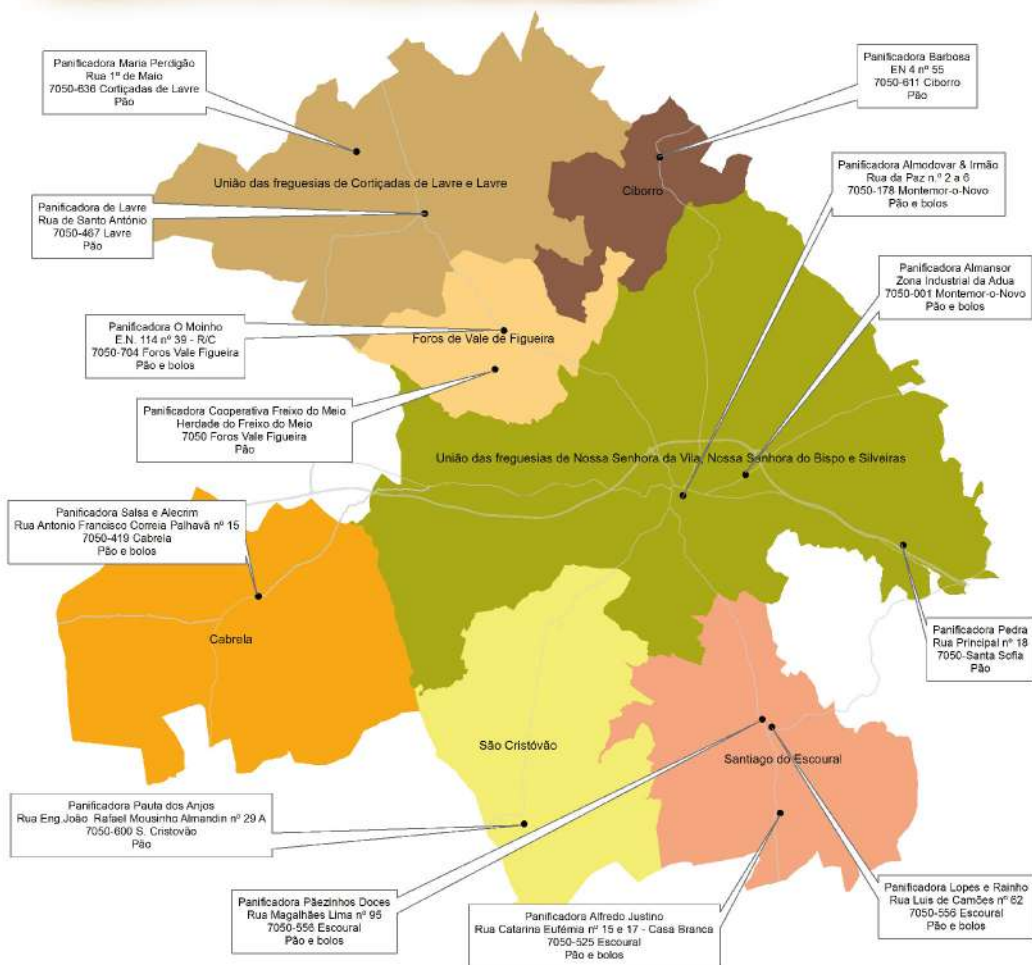 Panificadora Maria Perdigão
Rua 1º de Maio
7050-636 Cortiçadas de Lavre
Pão
Panificadora Barbosa
EN 4 nº 55
7050-611 Ciborro
Pão
Panificadora Almodovar & Irmão
Rua da Paz n.º 2 a 6
7050-178 Montemor-o-Novo
Pão e bolos
União das freguesias de Cortiçadas de Lavre e Lavre
Ciborro
Panificadora de Lavre
Rua de Santo António
7050-467 Lavre
Pão
Panificadora Almansor
Zona Industrial da Adua
7050-001 Montemor-o-Novo
Pão e bolos
Panificadora O Moinho
E.N. 114 nº 39 - R/C
7050-704 Foros Vale Figueira
Pão e bolos
Foros de Vale de Figueira
Panificadora Cooperativa Freixo do Meio
Herdade do Freixo do Meio
7050 Foros Vale Figueira
Pão
União das freguesias de Nossa Senhora da Vila, Nossa Senhora do Bispo e Silveiras
Panificadora Salsa e Alecrim
Rua Antonio Francisco Correia Palhavã nº 15
7050-419 Cabrela
Pão e bolos
Cabrela
Panificadora Pedra
Rua Principal nº 18
7050-Santa Sofia
Pão
São Cristóvão
Santiago do Escoural
Panificadora Pauta dos Anjos
Rua Eng.João Rafael Mousinho Almandin nº 29 A
7050-600 S. Cristovão
Pão
Panificadora Pãezinhos Doces
Rua Magalhães Lima nº 95
7050-556 Escoural
Pão e bolos
Panificadora Alfredo Justino
Rua Catarina Eufémia nº 15 e 17 - Casa Branca
7050-525 Escoural
Pão e bolos
Panificadora Lopes e Rainho
Rua Luis de Camões nº 62
7050-556 Escoural
Pão e bolos